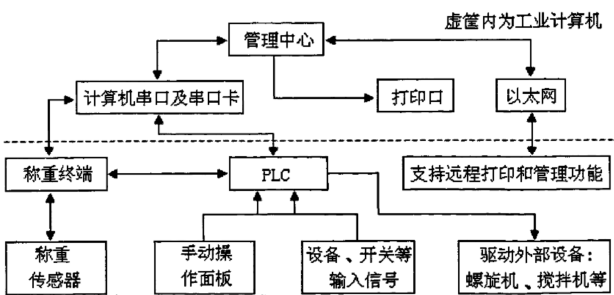 虚筐内为工业计算机
管理中心
计算机串口及串口卡
打印口
以太网
称重终端
PLC
支持远程打印和管理功能
称重
传感器
手动操
作面板
设备、开关等
输入信号
驱动外部设备：
螺旋机、搅拌机等